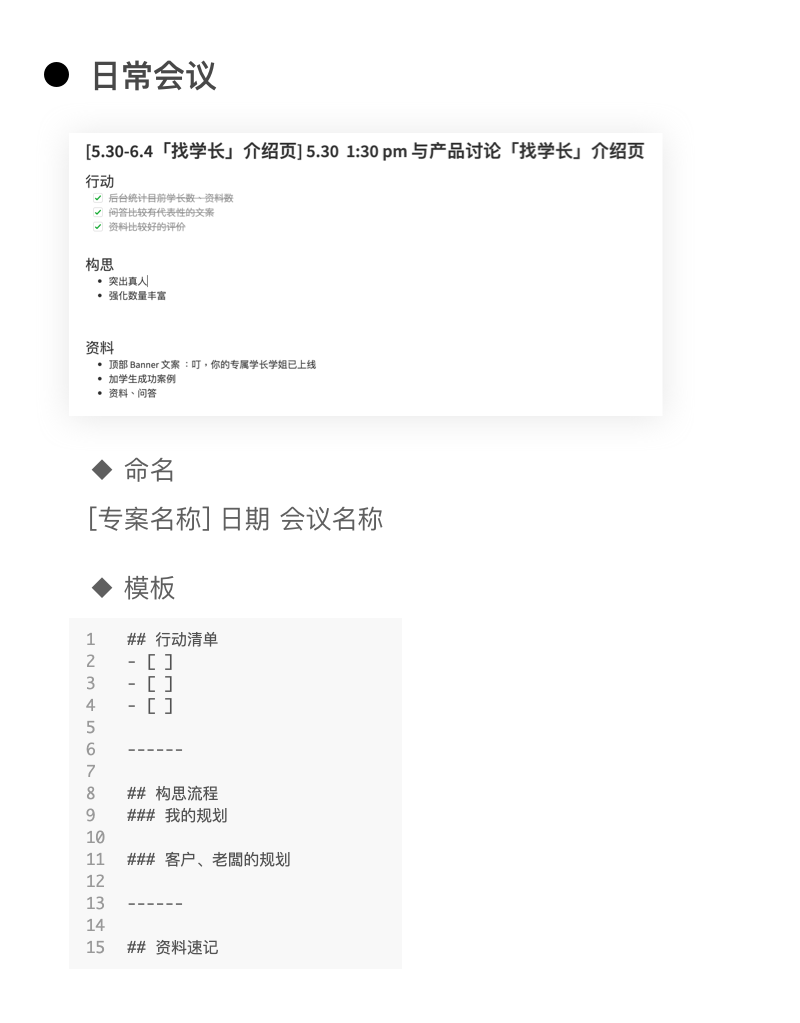 日常会议
[5.30-6.4「找学长」介绍页] 5.30 1:30 pm 与产品讨论「找学长」介绍页
行动
后台统计目前学长数、资料数
问答比较有代表性的文案
资料比较好的评价
构思
突出真人
强化数量丰富
资料
顶部 Banner 文案：叮，你的专属学长学姐已上线
加学生成功案例
资料、问答
命名
[专案名称] 日期 会议名称
模板
1 ## 行动清单
2 - [ ]
3 - [ ]
4 - [ ]
5
6 ------
7
8 ## 构思流程
9 ### 我的规划
10
11 ### 客户、老闆的规划
12
13 ------
14
15 ## 资料速记